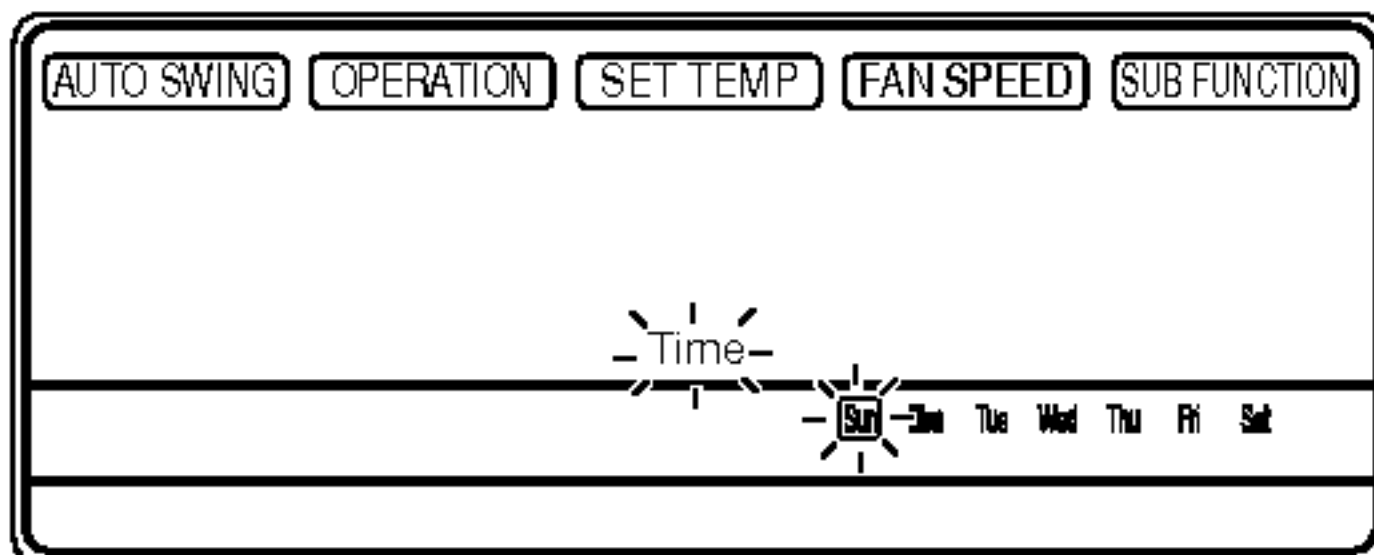 AUTO SWING OPERATION SET TEMP FAN SPEED SUB FUNCTION
Time
Sun Tue Wed Thu Fri Sat